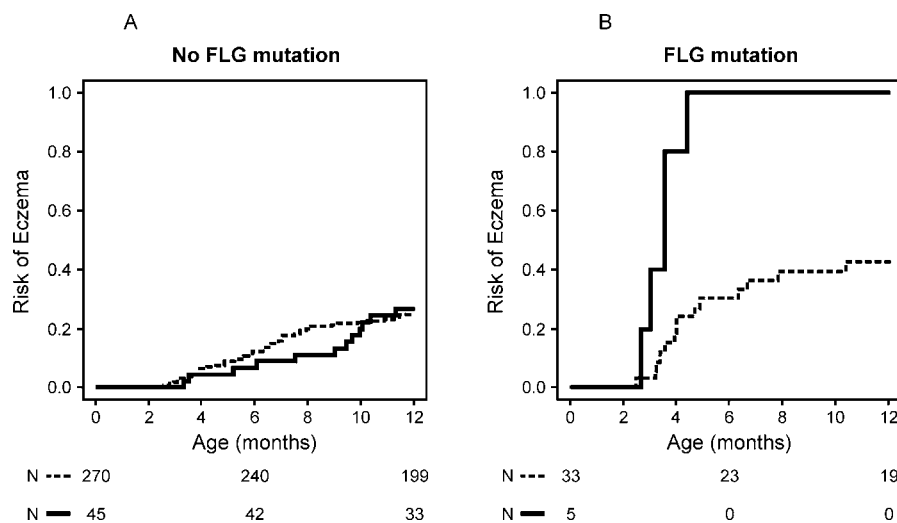 A
B
No FLG mutation
FLG mutation
Risk of Eczema
1.0
0.8
0.6
0.4
0.2
0.0
0 2 4 6 8 10 12
Age (months)
N 270 240 199
N 45 42 33
Risk of Eczema
1.0
0.8
0.6
0.4
0.2
0.0
0 2 4 6 8 10 12
Age (months)
N 33 23 19
N 5 0 0